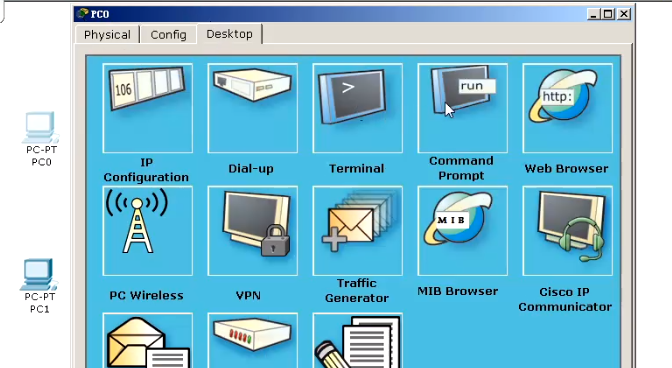 PC0
Physical
Config
Desktop
106
>
run
http:
IP
Configuration
Dial-up
Terminal
Command
Prompt
Web Browser
MIB
PC Wireless
VPN
Traffic
Generator
MIB Browser
Cisco IP
Communicator
PC-PT
PC0
PC-PT
PC1